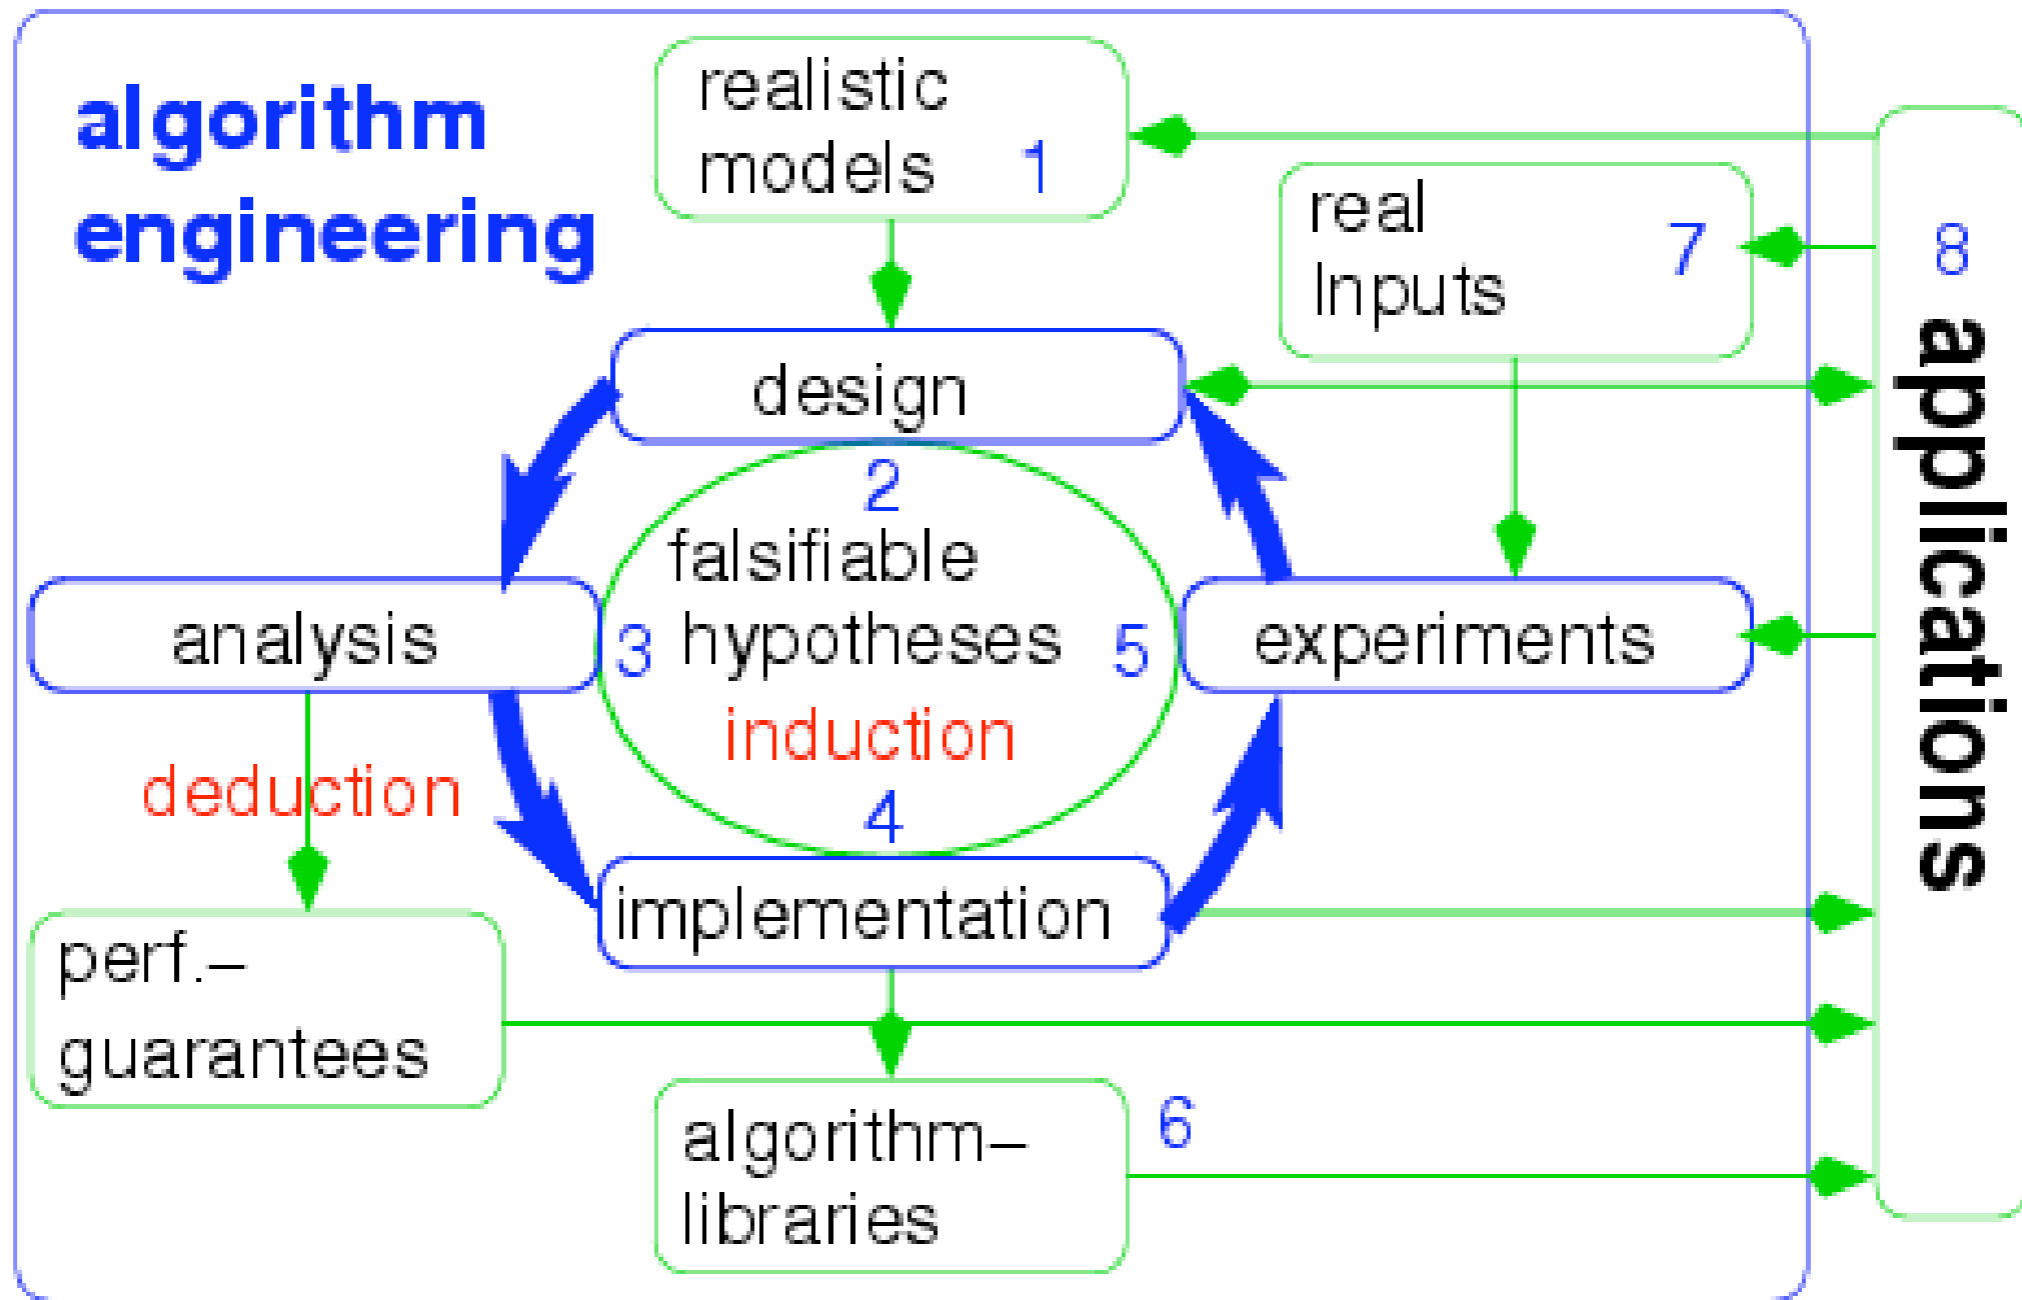 algorithm
engineering
realistic
models 1
real
Inputs 7
8
applications
design
2
falsifiable
hypotheses
induction
3
5
4
analysis
experiments
deduction
implementation
perf.–
guarantees
algorithm–
libraries
6